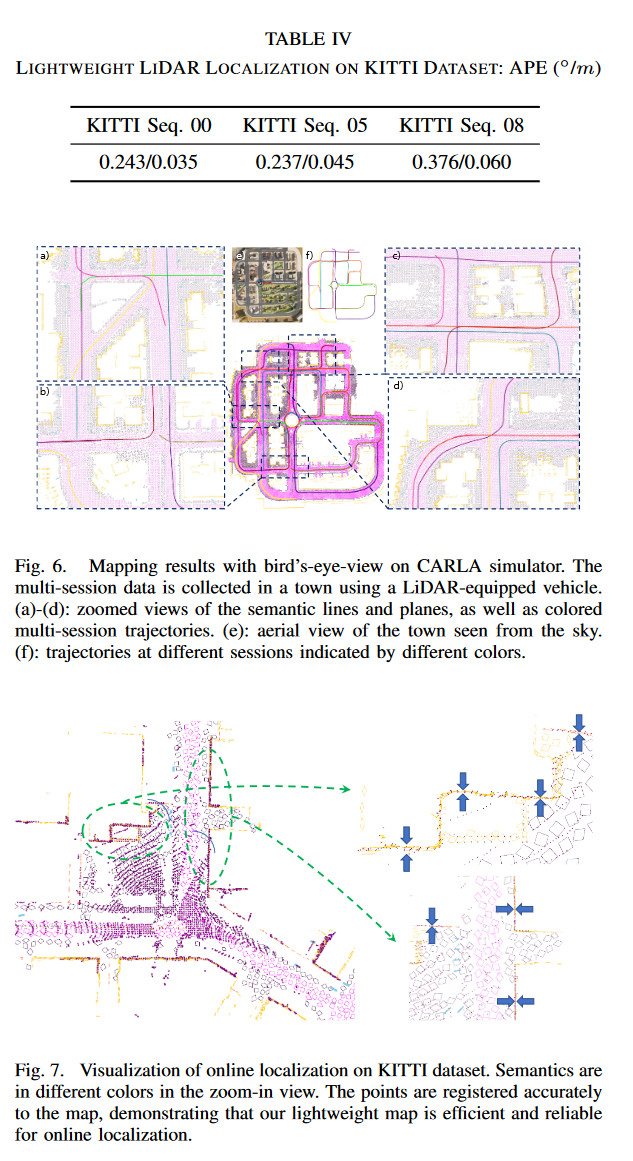 TABLE IV
LIGHTWEIGHT LIDAR LOCALIZATION ON KITTI DATASET: APE (°/m)
KITTI Seq. 00 KITTI Seq. 05 KITTI Seq. 08
0.243/0.035 0.237/0.045 0.376/0.060
a)
e)
f)
c)
b)
d)
Fig. 6. Mapping results with bird's-eye-view on CARLA simulator. The
multi-session data is collected in a town using a LiDAR-equipped vehicle.
(a)-(d): zoomed views of the semantic lines and planes, as well as colored
multi-session trajectories. (e): aerial view of the town seen from the sky.
(f): trajectories at different sessions indicated by different colors.
Fig. 7. Visualization of online localization on KITTI dataset. Semantics are
in different colors in the zoom-in view. The points are registered accurately
to the map, demonstrating that our lightweight map is efficient and reliable
for online localization.